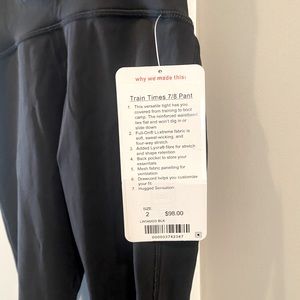 why we made this:
Train Times 7/8 Pant
1. This versatile tight has you
covered from training to boot
camp. The reinforced waistband
lies flat and won't dig in or
slide down
2. Full-On® Luxtreme fabric is
soft, sweat-wicking, and
four-way stretch
3. Added Lycra® fibre for stretch
and shape retention
4. Back pocket to store your
essentials
5. Mesh fabric panelling for
ventilation
6. Drawcord helps you customize
your fit
7. Hugged Sensation
SIZE
2 $98.00